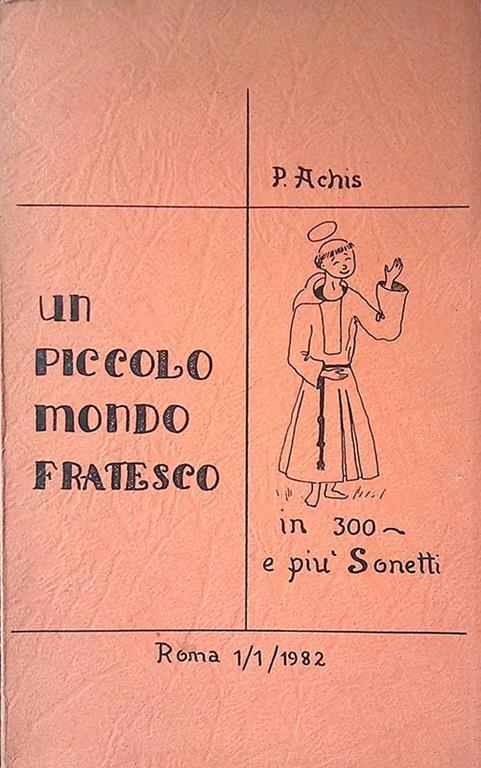 P. Achis
un
PICCOLO
MONDO
FRATESCO
in 300~
e piu' Sonetti
Roma 1/1/1982